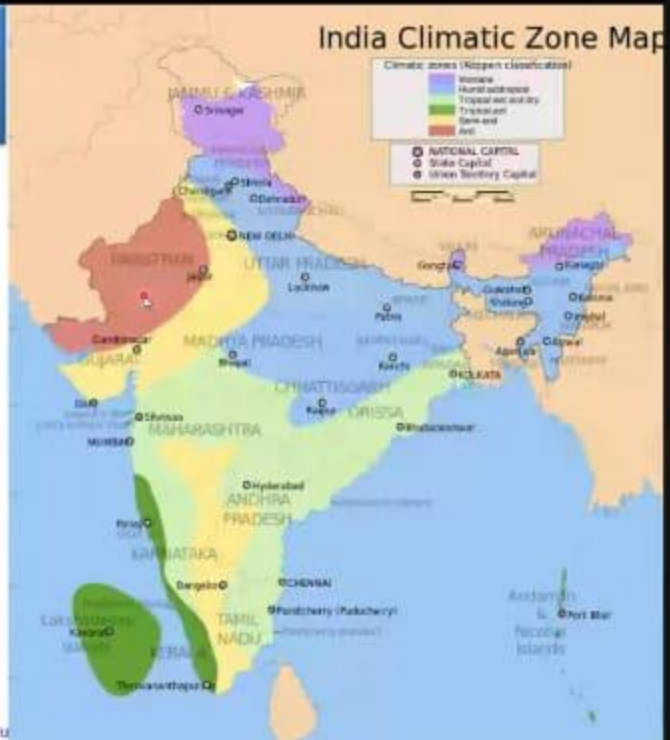 India Climatic Zone Map
Climatic zones (Koppen classification)
Montane
Humid subtropical
Tropical wet and dry
Tropical wet
Semi-arid
Arid
NATIONAL CAPITAL
State Capital
Union Territory Capital
JAMMU & KASHMIR
Srinagar
Shimla
Chandigarh
Dehradun
NEW DELHI
RAJASTHAN
Jaipur
UTTAR PRADESH
Lucknow
Gangtok
ARUNACHAL
PRADESH
Itanagar
Kohima
Imphal
Aizawl
Agartala
Shillong
Patna
Gandhinagar
GUJARAT
MADHYA PRADESH
Bhopal
Ranchi
KOLKATA
CHHATTISGARH
Raipur
ORISSA
Bhubaneshwar
Silvassa
MAHARASHTRA
MUMBAI
Hyderabad
ANDHRA
PRADESH
Panaji
KARNATAKA
Bangalore
CHENNAI
Pondicherry (Puducherry)
TAMIL
NADU
Lakshadweep
Kavaratti
Islands
KERALA
Thiruvananthapuram
Andaman
&
Nicobar
Islands
Port Blair